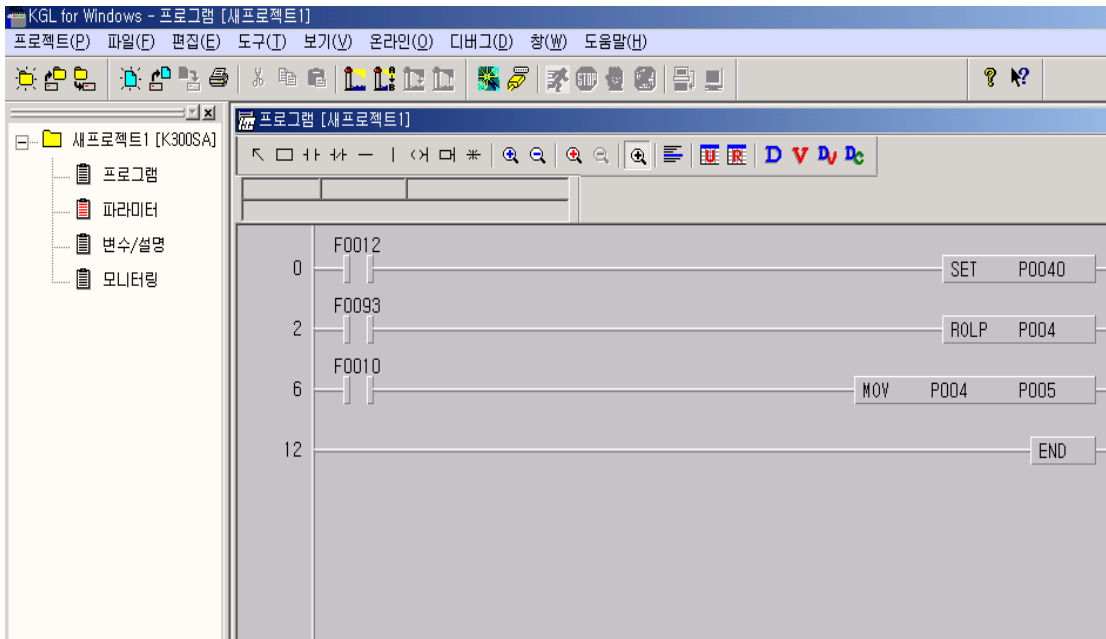 KGL for Windows - 프로그램 [새프로젝트1]
프로젝트(P) 파일(F) 편집(E) 도구(T) 보기(V) 온라인(O) 디버그(D) 창(W) 도움말(H)
STOP
새프로젝트1 [K300SA]
프로그램
파라미터
변수/설명
모니터링
프로그램 [새프로젝트1]
U R D V DV DC
F0012
0 SET P0040
F0093
2 ROLP P004
F0010
6 MOV P004 P005
12 END